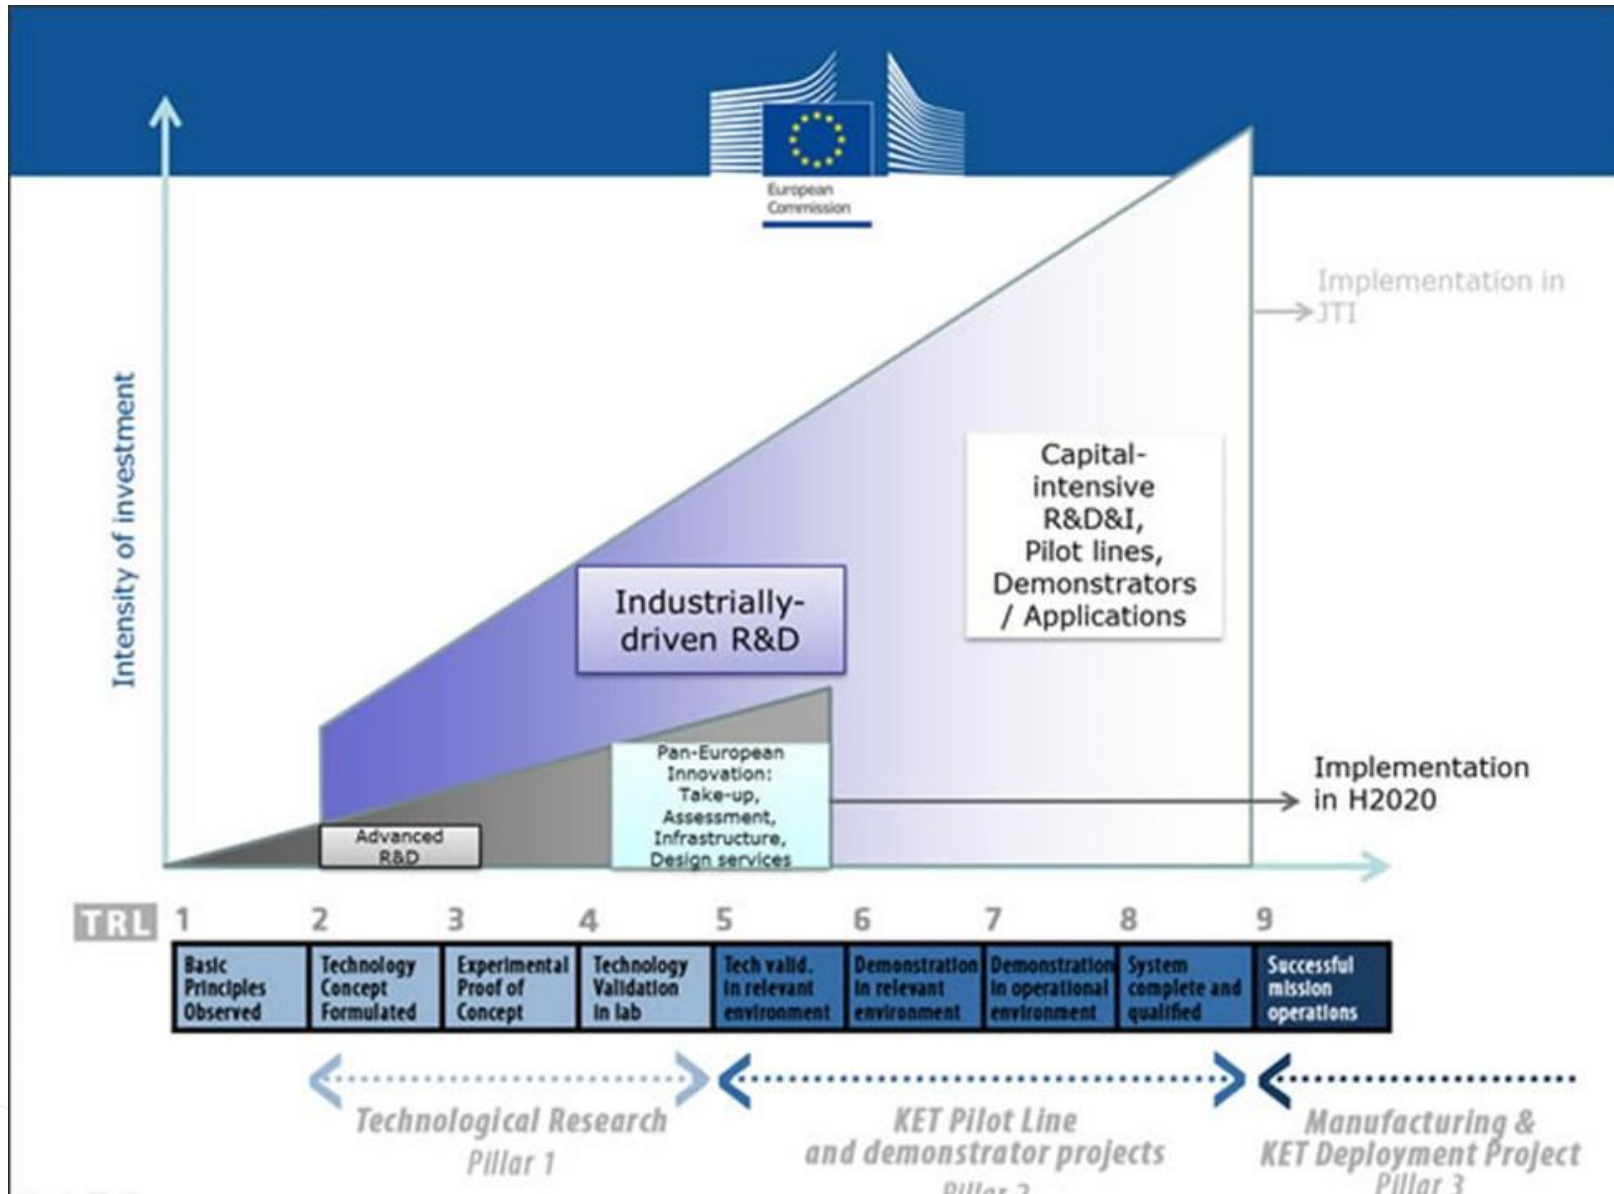 European
Commission
Implementation in
JTI
Intensity of investment
Capital-
intensive
R&D&I,
Pilot lines,
Demonstrators
/ Applications
Industrially-
driven R&D
Pan-European
Innovation:
Take-up,
Assessment,
Infrastructure,
Design services
Implementation
in H2020
Advanced
R&D
TRL 1 2 3 4 5 6 7 8 9
Basic
Principles
Observed
Technology
Concept
Formulated
Experimental
Proof of
Concept
Technology
Validation
in lab
Tech valid.
in relevant
environment
Demonstration
in relevant
environment
Demonstration
in operational
environment
System
complete and
qualified
Successful
mission
operations
Technological Research
Pillar 1
KET Pilot Line
and demonstrator projects
Pillar 2
Manufacturing &
KET Deployment Project
Pillar 3